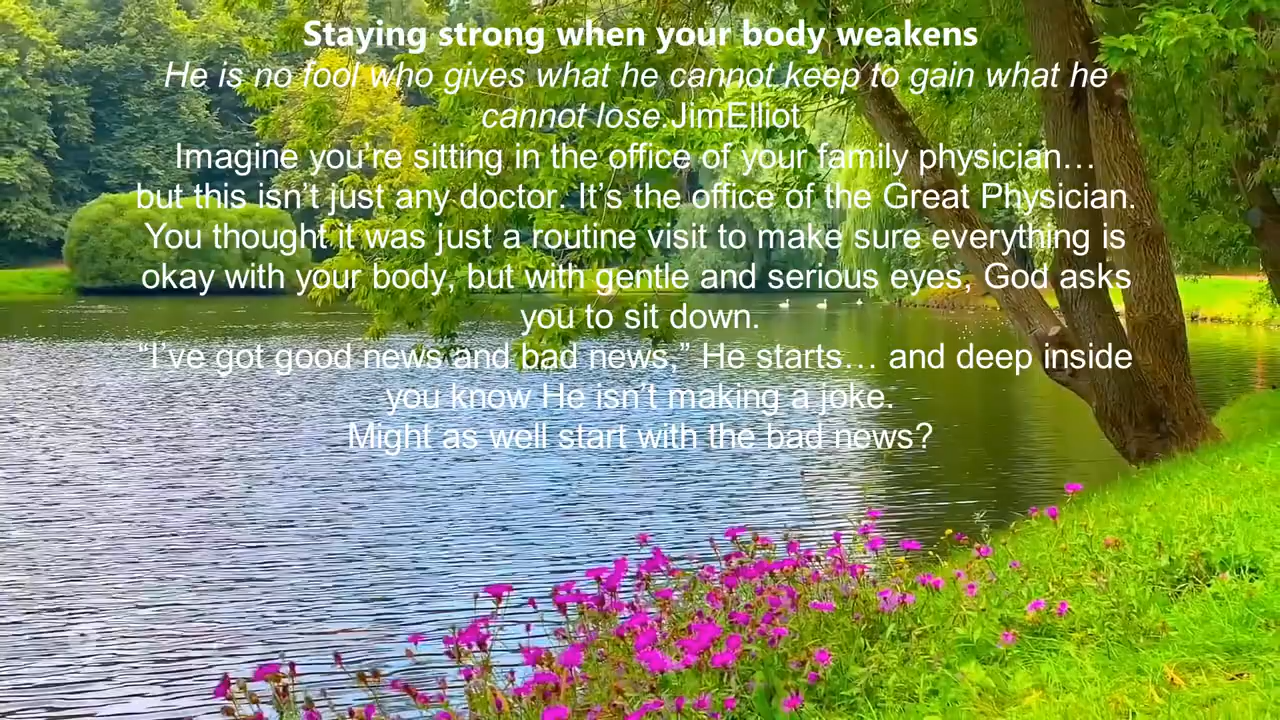 Staying strong when your body weakens
He is no fool who gives what he cannot keep to gain what he
cannot lose.JimElliot
Imagine you’re sitting in the office of your family physician…
but this isn’t just any doctor. It’s the office of the Great Physician.
You thought it was just a routine visit to make sure everything is
okay with your body, but with gentle and serious eyes, God asks
you to sit down.
“I’ve got good news and bad news,” He starts… and deep inside
you know He isn’t making a joke.
Might as well start with the bad news?